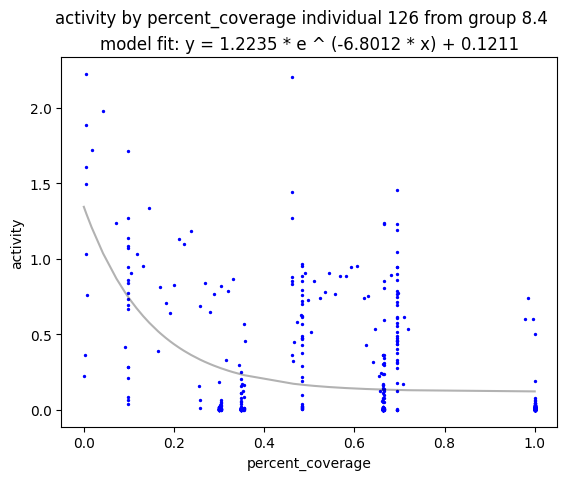 activity by percent_coverage individual 126 from group 8.4
model fit: y = 1.2235 * e ^ (-6.8012 * x) + 0.1211
2.0
1.5
1.0
0.5
0.0
activity
0.0 0.2 0.4 0.6 0.8 1.0
percent_coverage